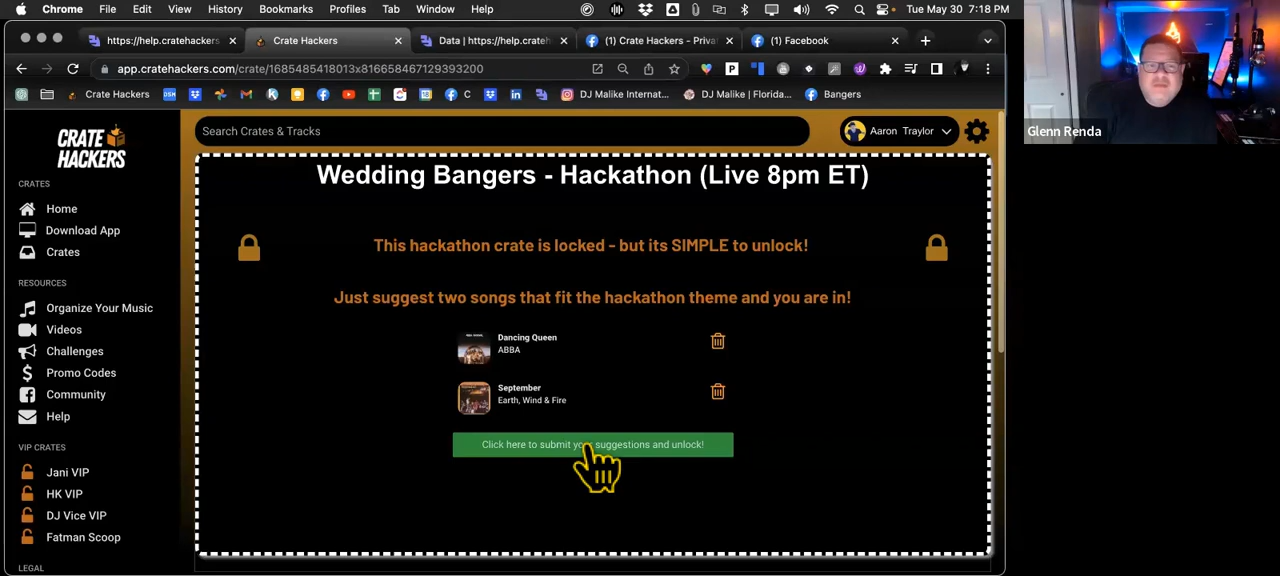 Chrome File Edit View History Bookmarks Profiles Tab Window Help Tue May 30 7:18 PM
https://help.cratehackers Crate Hackers Data | https://help.crateh (1) Crate Hackers - Priva (1) Facebook
app.cratehackers.com/crate/1685485418013x816658467129393200
Crate Hackers C DJ Malike Internat... DJ Malike | Florida... Bangers
CRATE
HACKERS
Search Crates & Tracks
Aaron Traylor
CRATES
Home
Download App
Crates
RESOURCES
Organize Your Music
Videos
Challenges
Promo Codes
Community
Help
VIP CRATES
Jani VIP
HK VIP
DJ Vice VIP
Fatman Scoop
LEGAL
Wedding Bangers - Hackathon (Live 8pm ET)
This hackathon crate is locked - but its SIMPLE to unlock!
Just suggest two songs that fit the hackathon theme and you are in!
Dancing Queen
ABBA
September
Earth, Wind & Fire
Click here to submit your suggestions and unlock!
Glenn Renda